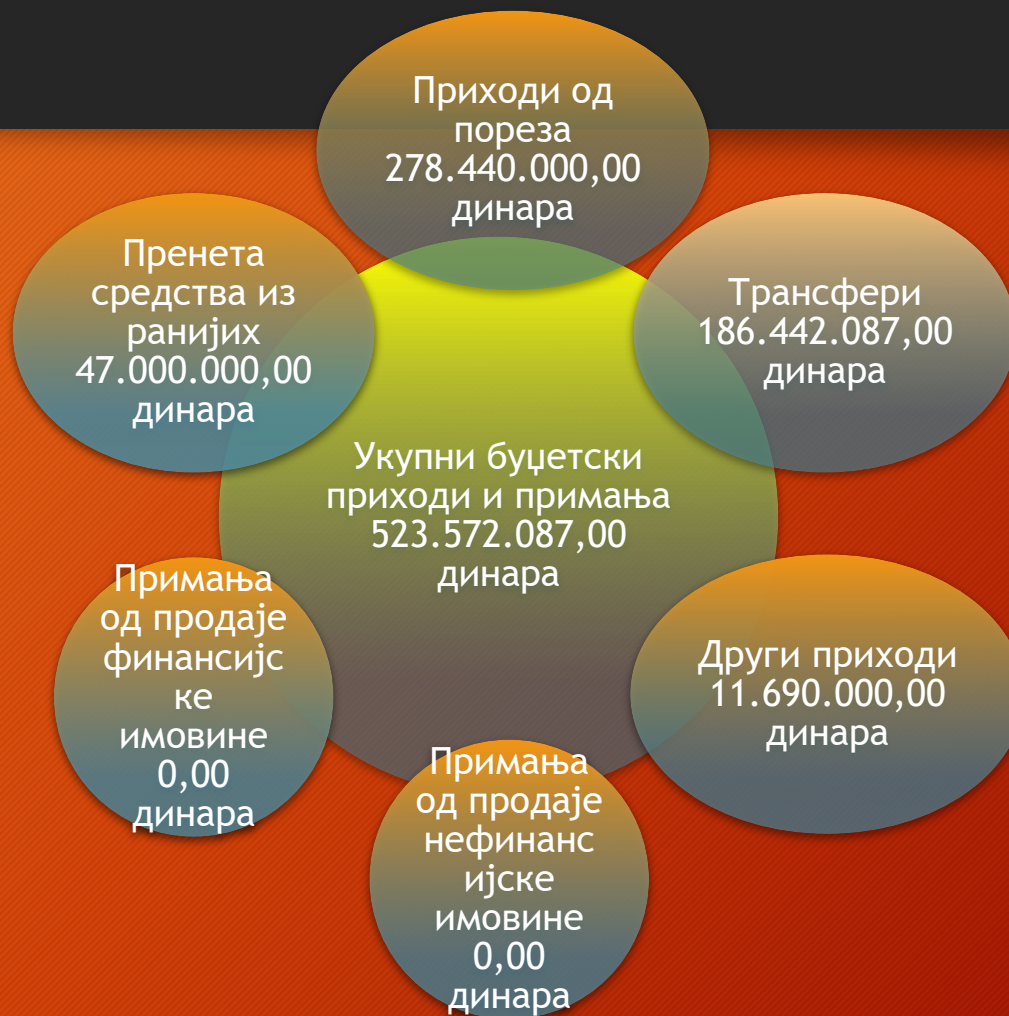 Приходи од
пореза
278.440.000,00
динара
Пренета
средства из
ранијих
47.000.000,00
динара
Трансфери
186.442.087,00
динара
Укупни буџетски
приходи и примања
523.572.087,00
динара
Примања
од продаје
финансијс
ке
имовине
0,00
динара
Други приходи
11.690.000,00
динара
Примања
од продаје
нефинанс
ијске
имовине
0,00
динара